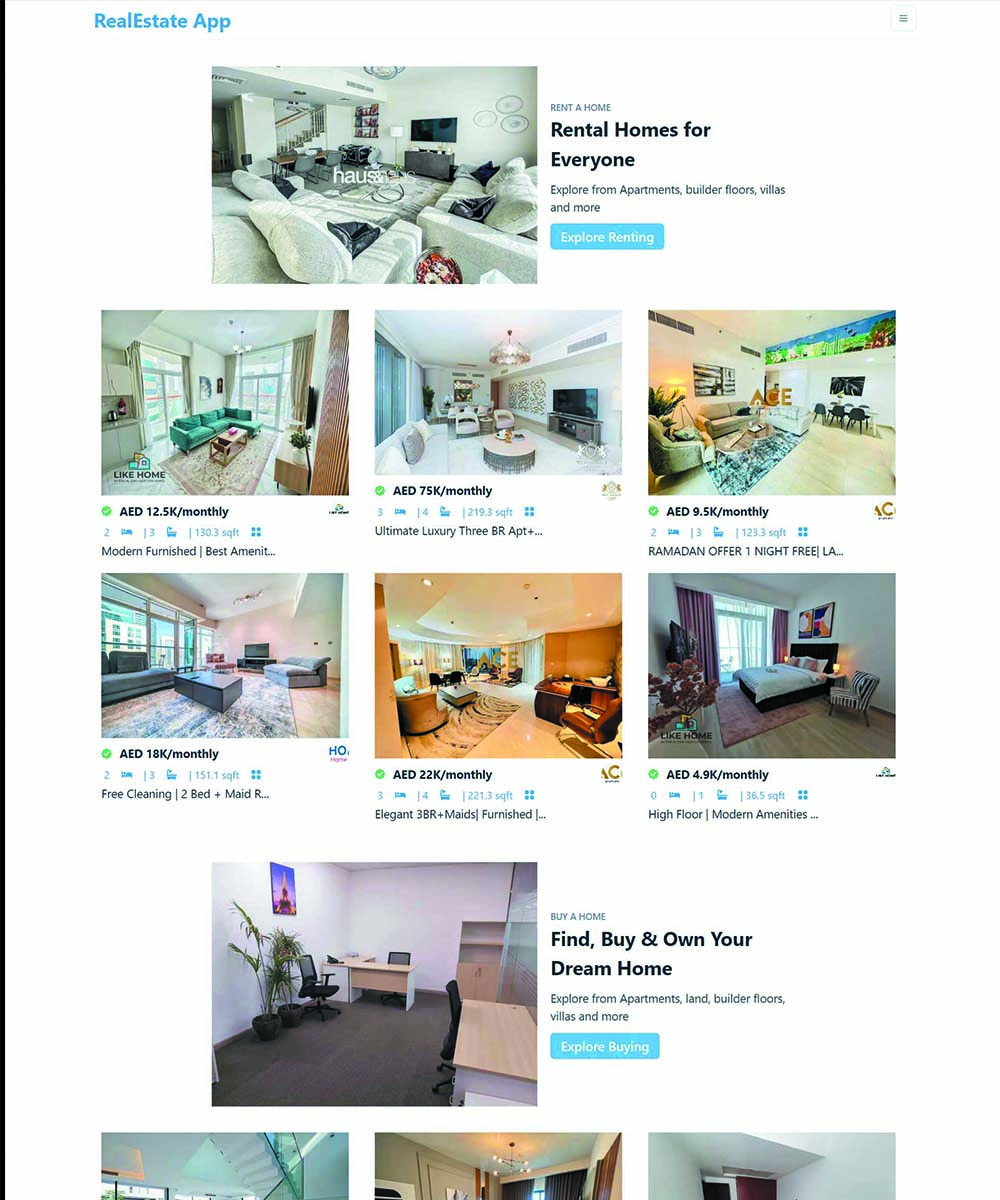 RealEstate App
RENT A HOME
Rental Homes for
Everyone
Explore from Apartments, builder floors, villas
and more
Explore Renting
LIKE HOME
ACE
AED 12.5K/monthly
2 | 3 | 130.3 sqft
Modern Furnished | Best Amenit...
AED 75K/monthly
3 | 4 | 219.3 sqft
Ultimate Luxury Three BR Apt+...
AED 9.5K/monthly
2 | 3 | 123.3 sqft
RAMADAN OFFER 1 NIGHT FREE| LA...
ACE
LIKE HOME
AED 18K/monthly
2 | 3 | 151.1 sqft
Free Cleaning | 2 Bed + Maid R...
AED 22K/monthly
3 | 4 | 221.3 sqft
Elegant 3BR+Maids| Furnished |...
AED 4.9K/monthly
0 | 1 | 36.5 sqft
High Floor | Modern Amenities ...
BUY A HOME
Find, Buy & Own Your
Dream Home
Explore from Apartments, land, builder floors,
villas and more
Explore Buying